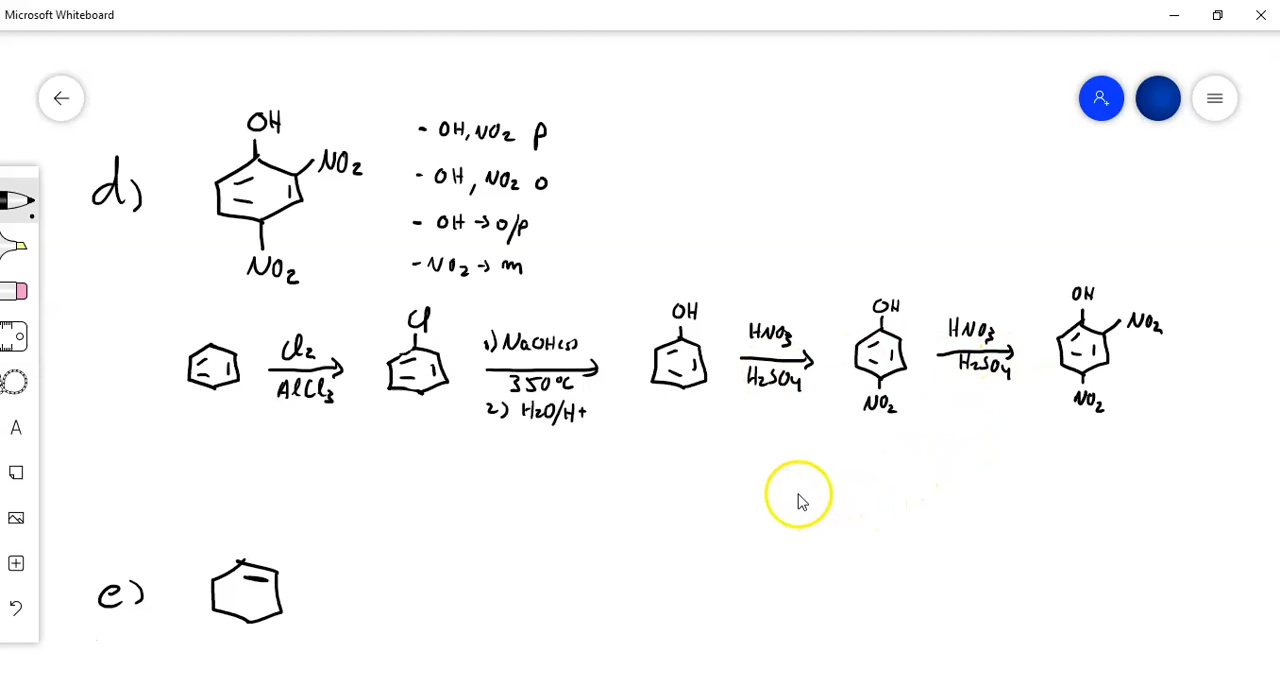 Microsoft Whiteboard
d)
OH
NO2
NO2
- OH, NO2 p
- OH, NO2 o
- OH → o/p
- NO2 → m
Cl2
AlCl3
Cl
1) NaOH(s)
350°C
2) H2O/H+
OH
HNO3
H2SO4
OH
NO2
HNO3
H2SO4
OH
NO2
NO2
A
e)